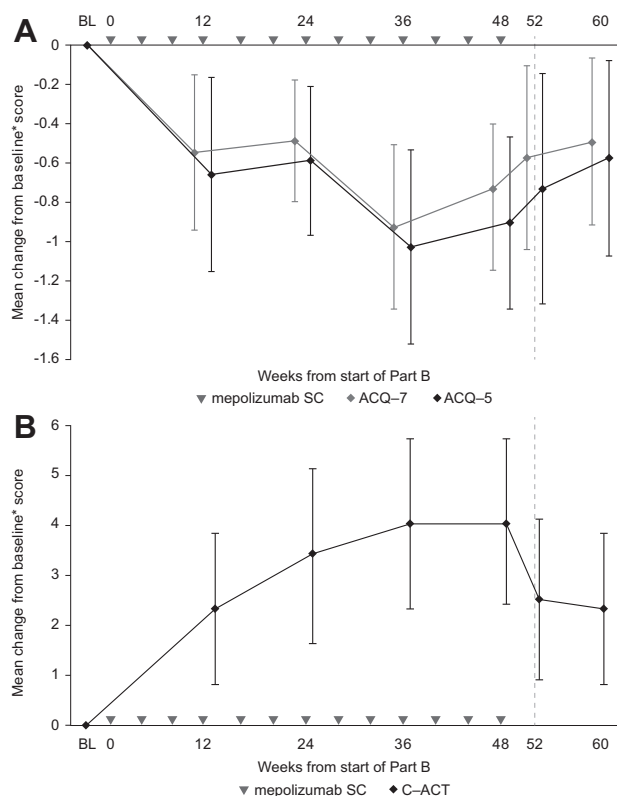 A
BL 0 12 24 36 48 52 60
0
-0.2
-0.4
-0.6
-0.8
-1
-1.2
-1.4
-1.6
Mean change from baseline* score
Weeks from start of Part B
mepolizumab SC ACQ–7 ACQ–5
B
6
5
4
3
2
1
0
Mean change from baseline* score
BL 0 12 24 36 48 52 60
Weeks from start of Part B
mepolizumab SC C–ACT